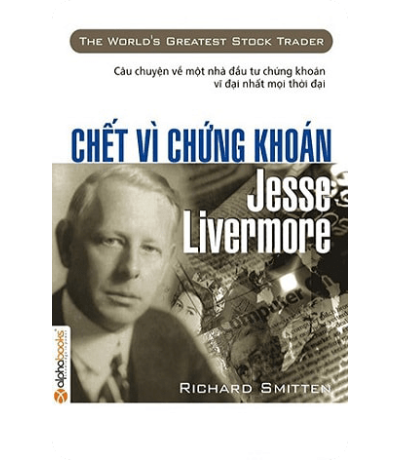 THE WORLD'S GREATEST STOCK TRADER
Câu chuyện về một nhà đầu tư chứng khoán
vĩ đại nhất mọi thời đại
CHẾT VÌ CHỨNG KHOÁN
Jesse
Livermore
computer
RICHARD SMITTEN
alphabooks